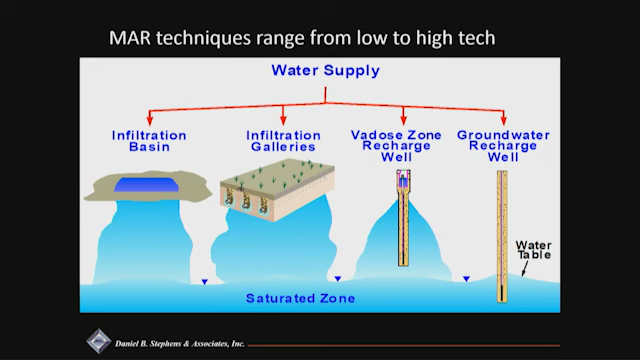 MAR techniques range from low to high tech
Water Supply
Infiltration
Basin
Infiltration
Galleries
Vadose Zone
Recharge
Well
Groundwater
Recharge
Well
Water
Table
Saturated Zone
Daniel B. Stephens & Associates, Inc.